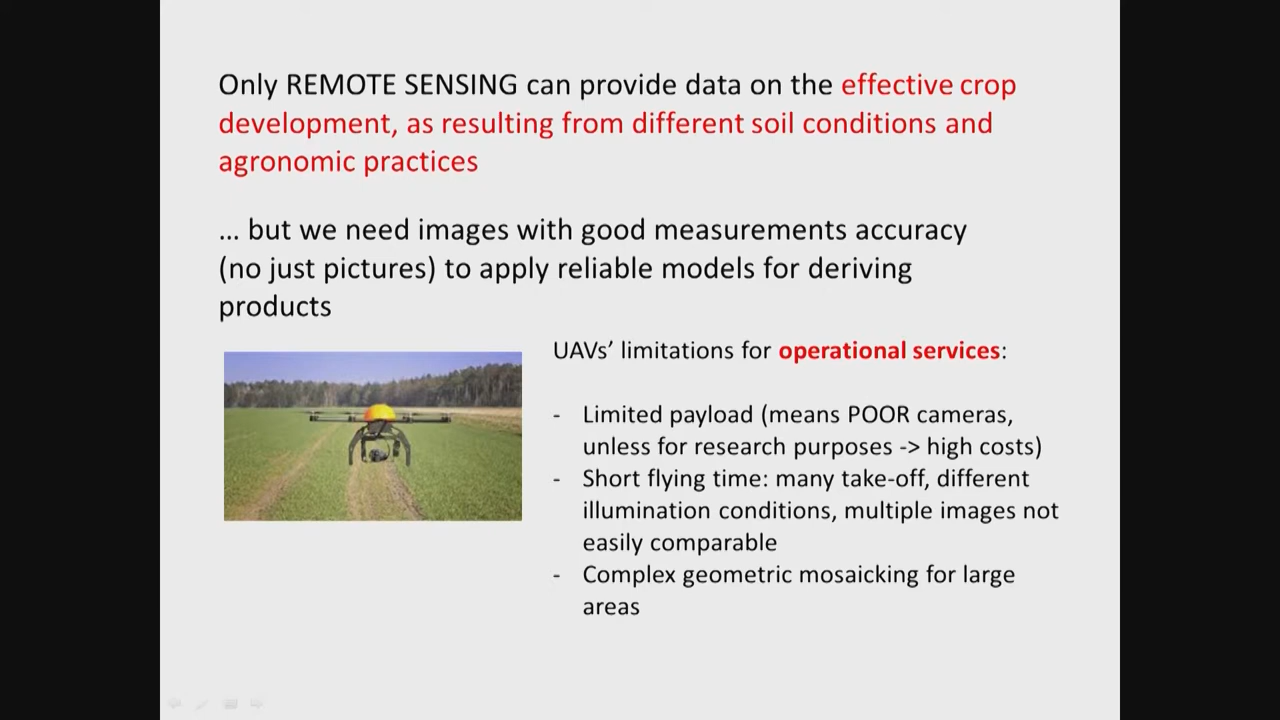 Only REMOTE SENSING can provide data on the effective crop
development, as resulting from different soil conditions and
agronomic practices
... but we need images with good measurements accuracy
(no just pictures) to apply reliable models for deriving
products
UAVs' limitations for operational services:
- Limited payload (means POOR cameras,
unless for research purposes -> high costs)
- Short flying time: many take-off, different
illumination conditions, multiple images not
easily comparable
- Complex geometric mosaicking for large
areas